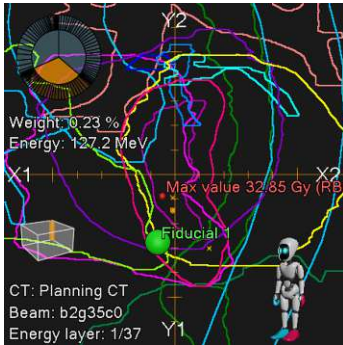 Y2
Weight: 0.23 %
Energy: 127.2 MeV
X1
X2
Max value 32.85 Gy (RB
Fiducial 1
CT: Planning CT
Beam: b2g35c0
Y1
Energy layer: 1/37